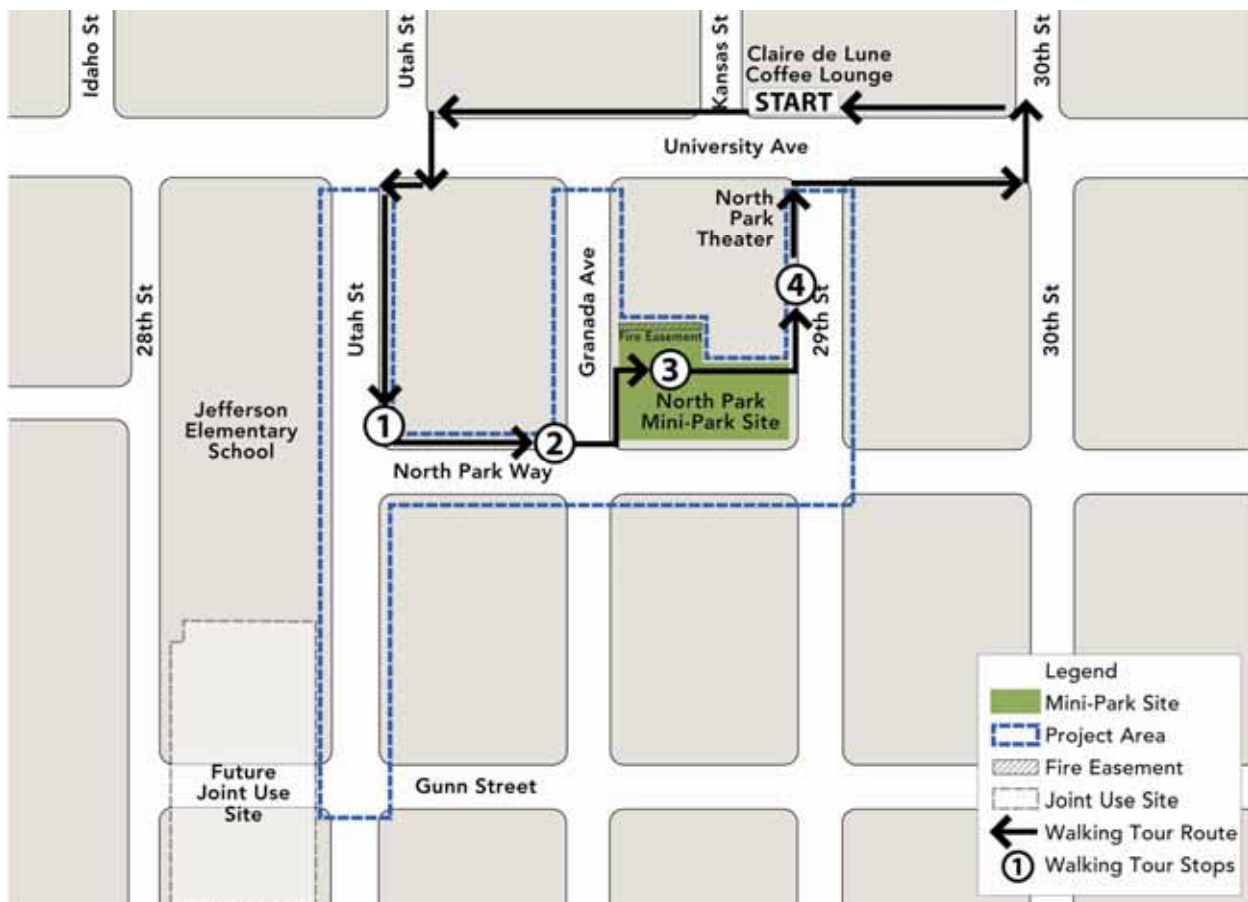 Idaho St
Utah St
Kansas St
30th St
Claire de Lune
Coffee Lounge
START
University Ave
North
Park
Theater
28th St
Utah St
Granada Ave
4
29th St
30th St
Fire Easement
3
North Park
Mini-Park Site
Jefferson
Elementary
School
1
2
North Park Way
Future
Joint Use
Site
Gunn Street
Legend
Mini-Park Site
Project Area
Fire Easement
Joint Use Site
Walking Tour Route
1 Walking Tour Stops